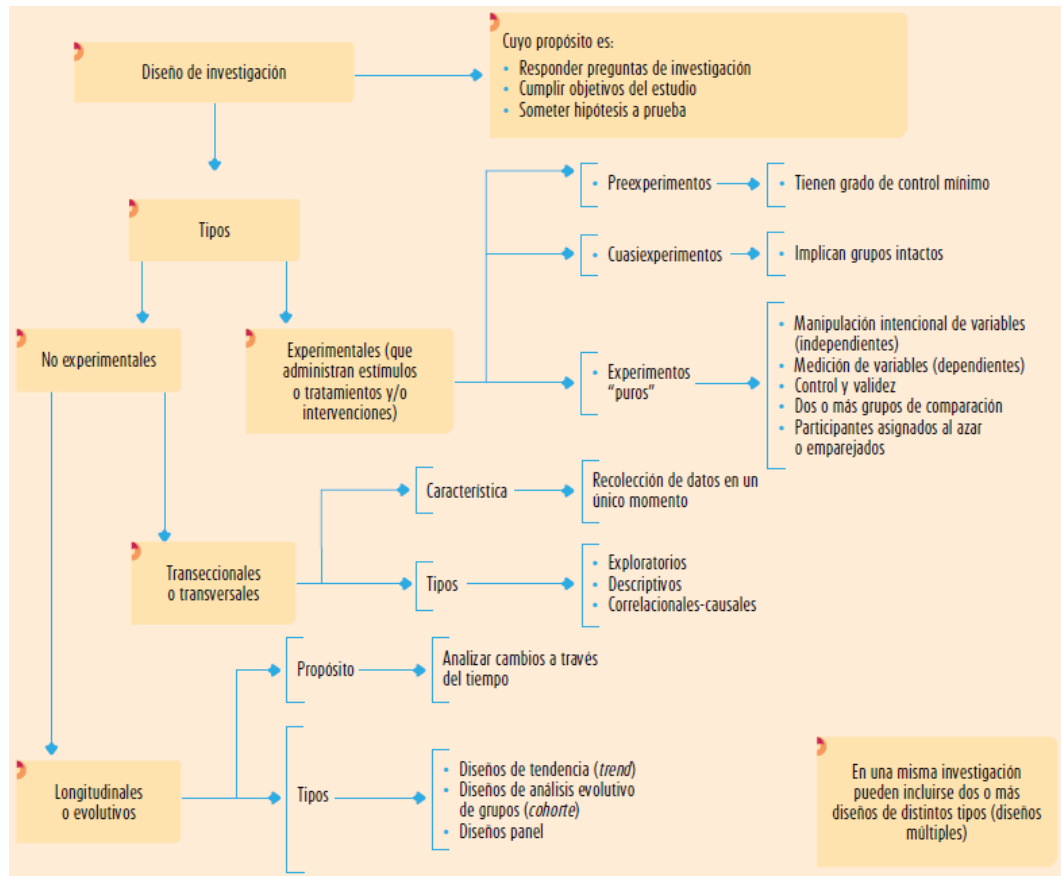 Diseño de investigación
Cuyo propósito es:
• Responder preguntas de investigación
• Cumplir objetivos del estudio
• Someter hipótesis a prueba
Tipos
• Preexperimentos
• Tienen grado de control mínimo
• Cuasiexperimentos
• Implican grupos intactos
No experimentales
Experimentales (que
administran estímulos
o tratamientos y/o
intervenciones)
• Experimentos
"puros"
• Manipulación intencional de variables
(independientes)
• Medición de variables (dependientes)
• Control y validez
• Dos o más grupos de comparación
• Participantes asignados al azar
o emparejados
Transeccionales
o transversales
Característica
Recolección de datos en un
único momento
Tipos
• Exploratorios
• Descriptivos
• Correlacionales-causales
Longitudinales
o evolutivos
Propósito
Analizar cambios a través
del tiempo
Tipos
• Diseños de tendencia (trend)
• Diseños de análisis evolutivo
de grupos (cohorte)
• Diseños panel
En una misma investigación
pueden incluirse dos o más
diseños de distintos tipos (diseños
múltiples)